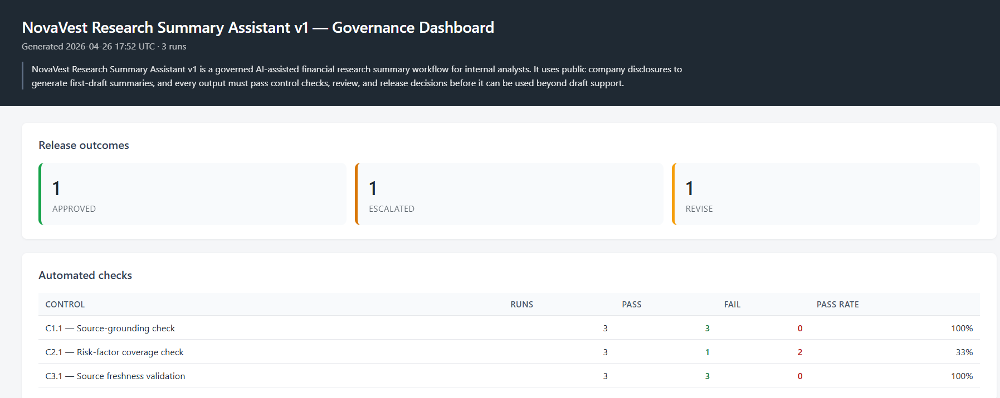 NovaVest Research Summary Assistant v1 — Governance Dashboard
Generated 2026-04-26 17:52 UTC · 3 runs
NovaVest Research Summary Assistant v1 is a governed AI-assisted financial research summary workflow for internal analysts. It uses public company disclosures to
generate first-draft summaries, and every output must pass control checks, review, and release decisions before it can be used beyond draft support.
Release outcomes
1
APPROVED
1
ESCALATED
1
REVISE
Automated checks
CONTROL RUNS PASS FAIL PASS RATE
C1.1 — Source-grounding check 3 3 0 100%
C2.1 — Risk-factor coverage check 3 1 2 33%
C3.1 — Source freshness validation 3 3 0 100%